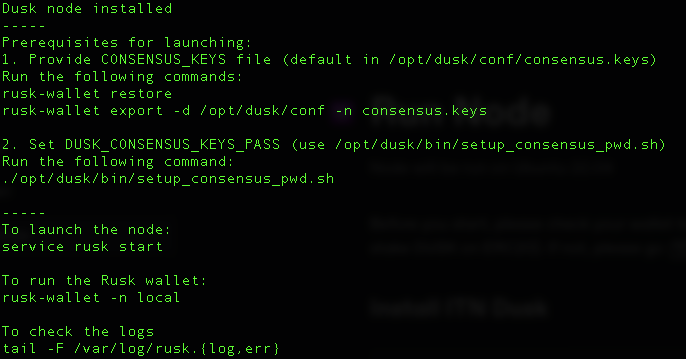 Dusk node installed
-----
Prerequisites for launching:
1. Provide CONSENSUS_KEYS file (default in /opt/dusk/conf/consensus.keys)
Run the following commands:
rusk-wallet restore
rusk-wallet export -d /opt/dusk/conf -n consensus.keys
2. Set DUSK_CONSENSUS_KEYS_PASS (use /opt/dusk/bin/setup_consensus_pwd.sh)
Run the following command:
./opt/dusk/bin/setup_consensus_pwd.sh
-----
To launch the node:
service rusk start
To run the Rusk wallet:
rusk-wallet -n local
To check the logs
tail -F /var/log/rusk.{log,err}
Install ITN Dusk